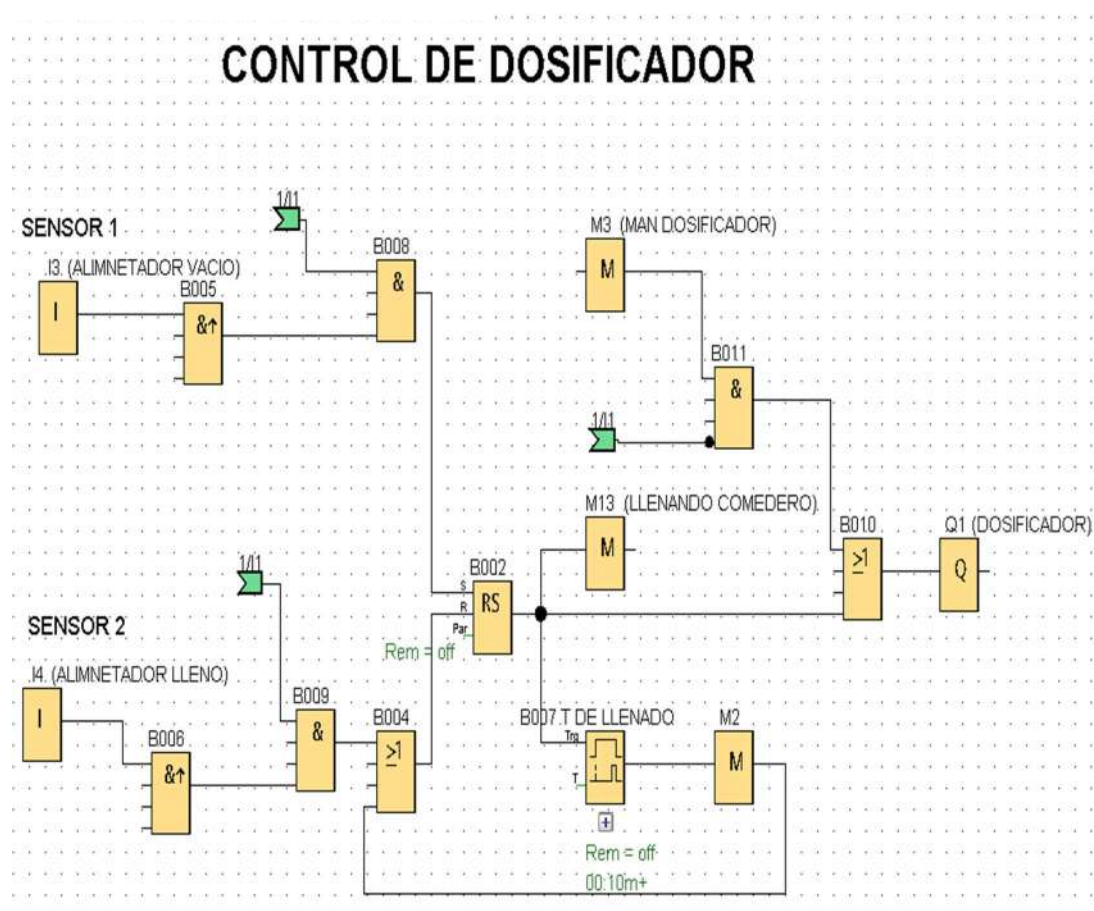 CONTROL DE DOSIFICADOR
1/I1
SENSOR 1
M3 (MAN DOSIFICADOR)
B008
I3. (ALIMNETADOR VACIO)
&
M
B005
I
&↑
B011
&
1/I1
M13 (LLENANDO COMEDERO)
B010
Q1 (DOSIFICADOR)
M
≥1
1/I1
B002
Q
S
R
RS
SENSOR 2
Par
Rem = off
I4. (ALIMNETADOR LLENO)
B009
B004
B007.T DE LLENADO
M2
I
&
Trg
B006
≥1
M
&↑
T
+
Rem = off
00:10m+